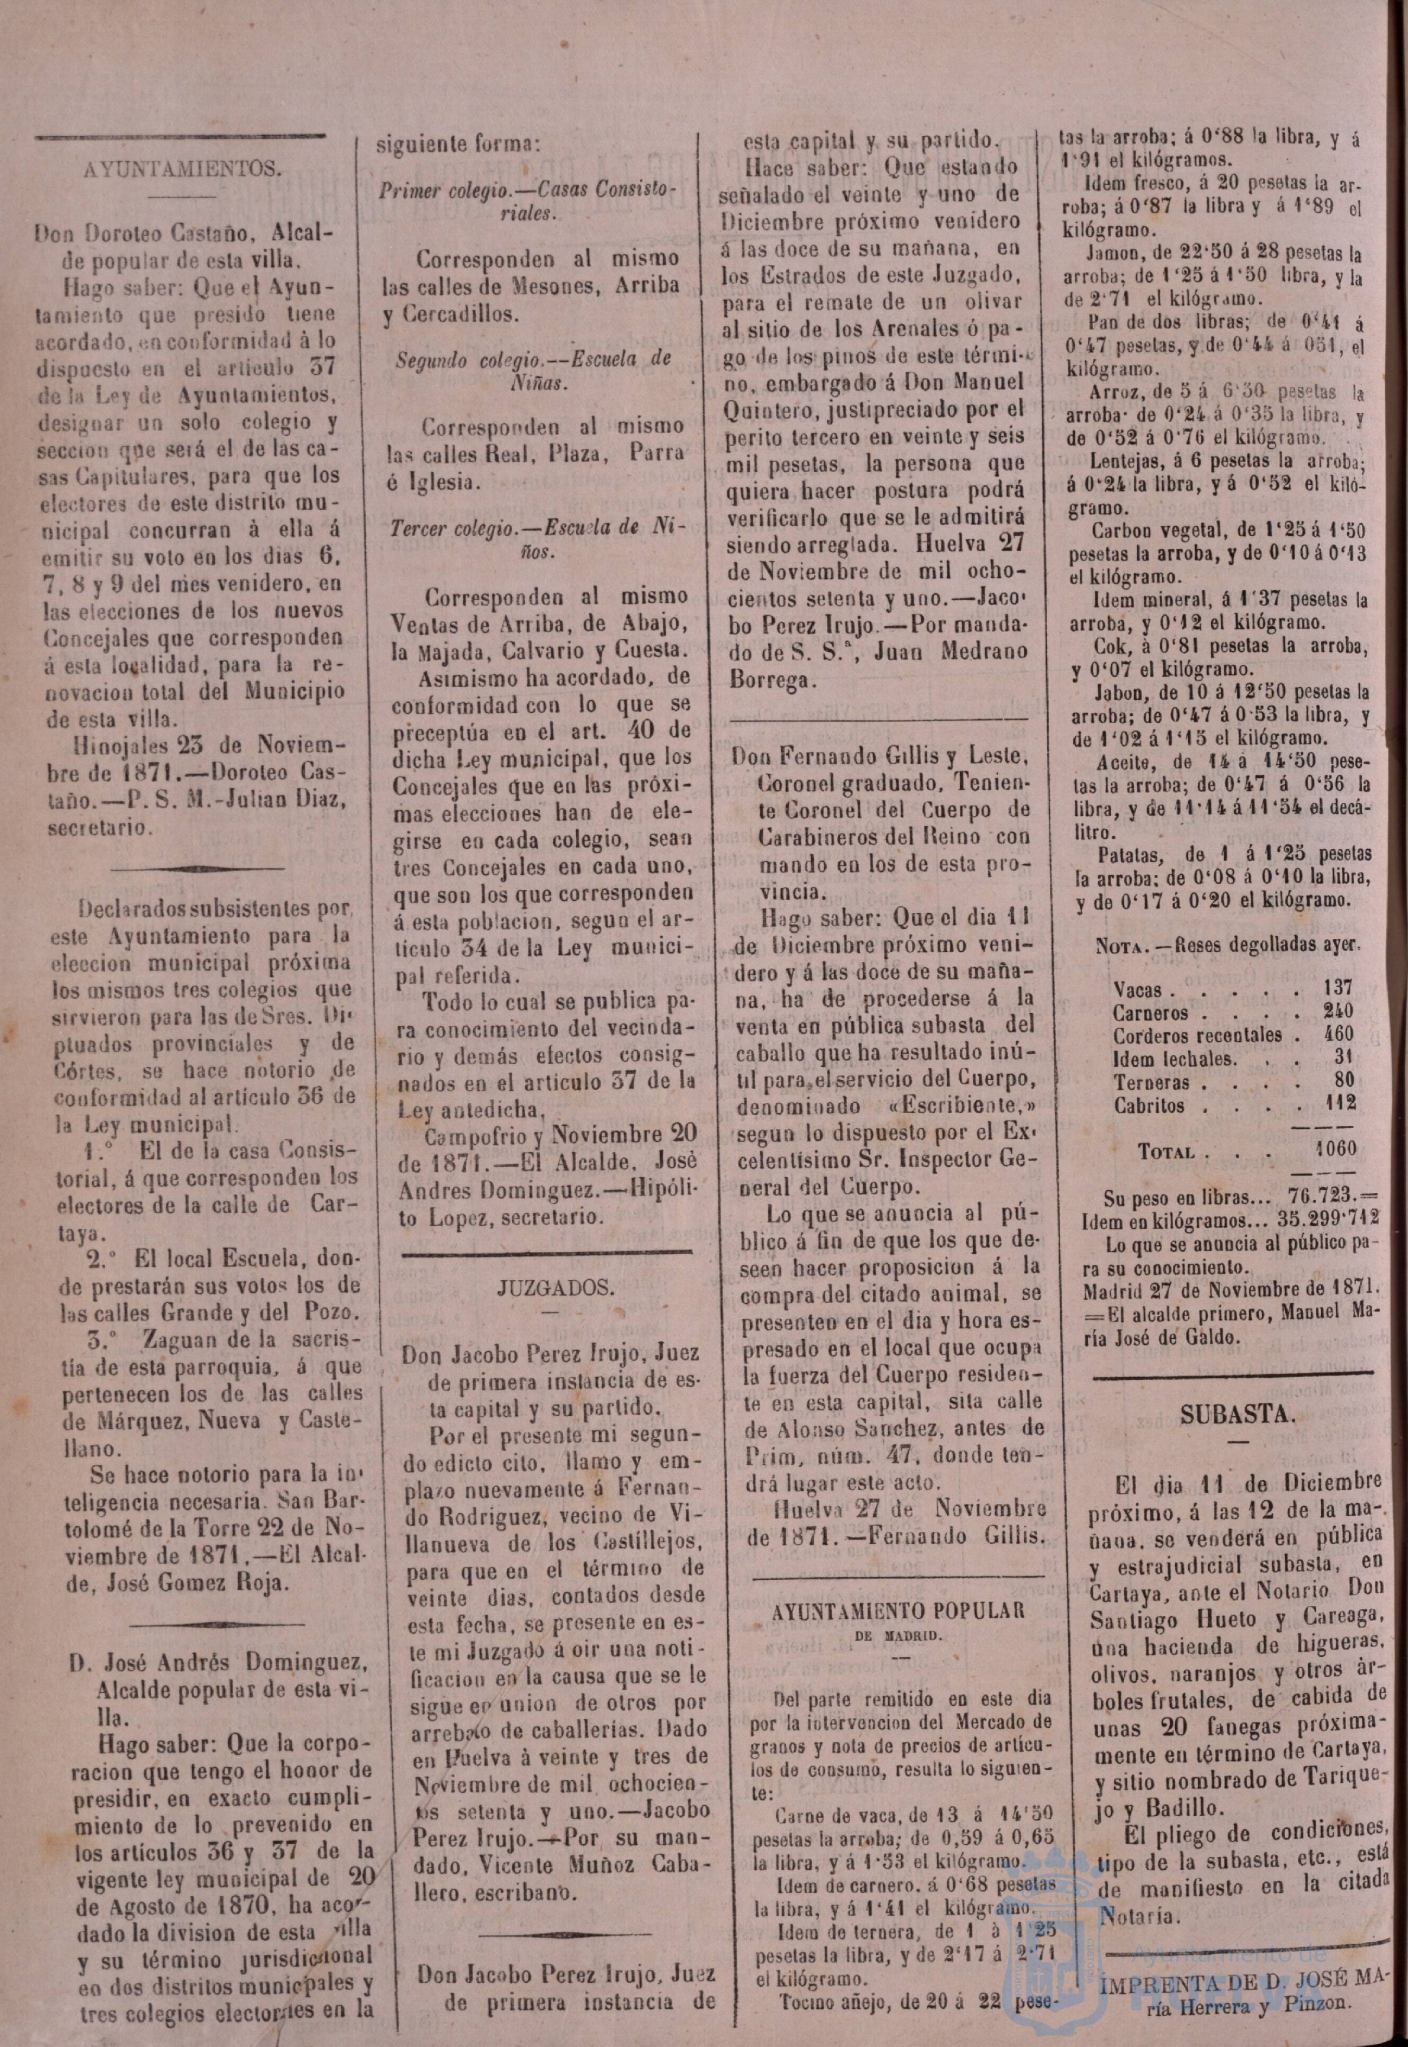 AYUNTAMIENTOS.
Don Doroteo Castaño, Alcal-
de popular de esta villa.
Hago saber: Que el Ayun-
tamiento que presido tiene
acordado, en conformidad à lo
dispuesto en el artículo 37
de la Ley de Ayuntamientos,
designar un solo colegio y
seccion que será el de las ca-
sas Capitulares, para que los
electores de este distrito mu-
nicipal concurran à ella á
emitir su voto en los dias 6,
7, 8 y 9 del mes venidero, en
las elecciones de los nuevos
Concejales que corresponden
á esta localidad, para la re-
novacion total del Municipio
de esta villa.
Hinojales 23 de Noviem-
bre de 1871.—Doroteo Cas-
taño.—P. S. M.-Julian Diaz,
secretario.
Declarados subsistentes por
este Ayuntamiento para la
eleccion municipal próxima
los mismos tres colegios que
sirvieron para las de Sres. Di-
ptuados provinciales y de
Córtes, se hace notorio de
conformidad al artículo 36 de
la Ley municipal.
1.° El de la casa Consis-
torial, á que corresponden los
electores de la calle de Car-
taya.
2.° El local Escuela, don-
de prestarán sus votos los de
las calles Grande y del Pozo.
3.° Zaguan de la sacris-
tía de esta parroquia, á que
pertenecen los de las calles
de Márquez, Nueva y Caste-
llano.
Se hace notorio para la in-
teligencia necesaria. San Bar-
tolomé de la Torre 22 de No-
viembre de 1871.—El Alcal-
de, José Gomez Roja.
D. José Andrés Dominguez,
Alcalde popular de esta vi-
lla.
Hago saber: Que la corpo-
racion que tengo el honor de
presidir, en exacto cumpli-
miento de lo prevenido en
los artículos 36 y 37 de la
vigente ley municipal de 20
de Agosto de 1870, ha acor-
dado la division de esta villa
y su término jurisdiccional
en dos distritos municipales y
tres colegios electorales en la
siguiente forma:
Primer colegio.—Casas Consisto-
riales.
Corresponden al mismo
las calles de Mesones, Arriba
y Cercadillos.
Segundo colegio.--Escuela de
Niñas.
Corresponden al mismo
las calles Real, Plaza, Parra
é Iglesia.
Tercer colegio.—Escuela de Ni-
ños.
Corresponden al mismo
Ventas de Arriba, de Abajo,
la Majada, Calvario y Cuesta.
Asimismo ha acordado, de
conformidad con lo que se
preceptúa en el art. 40 de
dicha Ley municipal, que los
Concejales que en las próxi-
mas elecciones han de ele-
girse en cada colegio, sean
tres Concejales en cada uno,
que son los que corresponden
á esta poblacion, segun el ar-
tículo 34 de la Ley munici-
pal referida.
Todo lo cual se publica pa-
ra conocimiento del vecinda-
rio y demás efectos consig-
nados en el artículo 37 de la
Ley antedicha,
Campofrio y Noviembre 20
de 1871.—El Alcalde, José
Andres Dominguez.—Hipóli-
to Lopez, secretario.
JUZGADOS.
Don Jacobo Perez Irujo, Juez
de primera instancia de es-
ta capital y su partido.
Por el presente mi segun-
do edicto cito, llamo y em-
plazo nuevamente á Fernan-
do Rodriguez, vecino de Vi-
llanueva de los Castillejos,
para que en el término de
veinte dias, contados desde
esta fecha, se presente en es-
te mi Juzgado á oir una noti-
ficacion en la causa que se le
sigue en union de otros por
arrebato de caballerías. Dado
en Huelva à veinte y tres de
Noviembre de mil ochocien-
tos setenta y uno.—Jacobo
Perez Irujo.—Por su man-
dado, Vicente Muñoz Caba-
llero, escribano.
Don Jacobo Perez Irujo, Juez
de primera instancia de
esta capital y su partido.
Hace saber: Que estando
señalado el veinte y uno de
Diciembre próximo venidero
á las doce de su mañana, en
los Estrados de este Juzgado,
para el remate de un olivar
al sitio de los Arenales ó pa-
go de los pinos de este térmi-
no, embargado á Don Manuel
Quintero, justipreciado por el
perito tercero en veinte y seis
mil pesetas, la persona que
quiera hacer postura podrá
verificarlo que se le admitirá
siendo arreglada. Huelva 27
de Noviembre de mil ocho-
cientos setenta y uno.—Jaco-
bo Perez Irujo.—Por manda-
do de S. S.ª, Juan Medrano
Borrega.
Don Fernando Gillis y Leste,
Coronel graduado, Tenien-
te Coronel del Cuerpo de
Carabineros del Reino con
mando en los de esta pro-
vincia.
Hago saber: Que el dia 11
de Diciembre próximo veni-
dero y á las doce de su maña-
na, ha de procederse á la
venta en pública subasta del
caballo que ha resultado inú-
til para el servicio del Cuerpo,
denominado «Escribiente,»
segun lo dispuesto por el Ex-
celentísimo Sr. Inspector Ge-
neral del Cuerpo.
Lo que se anuncia al pú-
blico á fin de que los que de-
seen hacer proposicion á la
compra del citado animal, se
presenten en el dia y hora es-
presado en el local que ocupa
la fuerza del Cuerpo residen-
te en esta capital, sita calle
de Alonso Sanchez, antes de
Prim, núm. 47, donde ten-
drá lugar este acto.
Huelva 27 de Noviembre
de 1871.—Fernando Gillis.
AYUNTAMIENTO POPULAR
DE MADRID.
Del parte remitido en este dia
por la intervencion del Mercado de
granos y nota de precios de artícu-
los de consumo, resulta lo siguien-
te:
Carne de vaca, de 13 á 14'50
pesetas la arroba; de 0,59 á 0,65
la libra, y á 1'53 el kilógramo.
Idem de carnero, á 0'68 pesetas
la libra, y á 1'41 el kilógramo.
Idem de ternera, de 1 à 1'25
pesetas la libra, y de 2'17 á 2'71
el kilógramo.
Tocino añejo, de 20 á 22 pese-
tas la arroba; á 0'88 la libra, y á
1'91 el kilógramos.
Idem fresco, á 20 pesetas la ar-
roba; á 0'87 la libra y á 1'89 el
kilógramo.
Jamon, de 22'50 á 28 pesetas la
arroba; de 1'25 á 1'50 libra, y la
de 2'71 el kilógramo.
Pan de dos libras; de 0'41 á
0'47 pesetas, y de 0'44 á 051, el
kilógramo.
Arroz, de 5 á 6'50 pesetas la
arroba· de 0'24 á 0'35 la libra, y
de 0'52 á 0'76 el kilógramo.
Lentejas, á 6 pesetas la arroba;
á 0'24 la libra, y á 0'52 el kiló-
gramo.
Carbon vegetal, de 1'25 á 1'50
pesetas la arroba, y de 0'10 á 0'13
el kilógramo.
Idem mineral, á 1'37 pesetas la
arroba, y 0'12 el kilógramo.
Cok, à 0'81 pesetas la arroba,
y 0'07 el kilógramo.
Jabon, de 10 á 12'50 pesetas la
arroba; de 0'47 á 0'53 la libra, y
de 1'02 á 1'15 el kilógramo.
Aceite, de 14 à 14'50 pese-
tas la arroba; de 0'47 á 0'56 la
libra, y de 11'14 á 11'54 el decá-
litro.
Patatas, de 1 á 1'25 pesetas
la arroba; de 0'08 á 0'10 la libra,
y de 0'17 á 0'20 el kilógramo.
NOTA.—Reses degolladas ayer.
Vacas . . . . . 137
Carneros . . . . 240
Corderos recentales . 460
Idem lechales. . . 31
Terneras . . . . 80
Cabritos . . . . 112
TOTAL . . . 1060
Su peso en libras... 76.723.=
Idem en kilógramos... 35.299'742
Lo que se anuncia al público pa-
ra su conocimiento.
Madrid 27 de Noviembre de 1871.
=El alcalde primero, Manuel Ma-
ría José de Galdo.
SUBASTA.
El dia 11 de Diciembre
próximo, á las 12 de la ma-
ñana, se venderá en pública
y estrajudicial subasta, en
Cartaya, ante el Notario Don
Santiago Hueto y Careaga,
una hacienda de higueras,
olivos, naranjos y otros àr-
boles frutales, de cabida de
unas 20 fanegas próxima-
mente en término de Cartaya,
y sitio nombrado de Tarique-
jo y Badillo.
El pliego de condiciones,
tipo de la subasta, etc., está
de manifiesto en la citada
Notaría.
IMPRENTA DE D. JOSÉ MA-
ría Herrera y Pinzon.
Ayuntamiento de
HUELVA